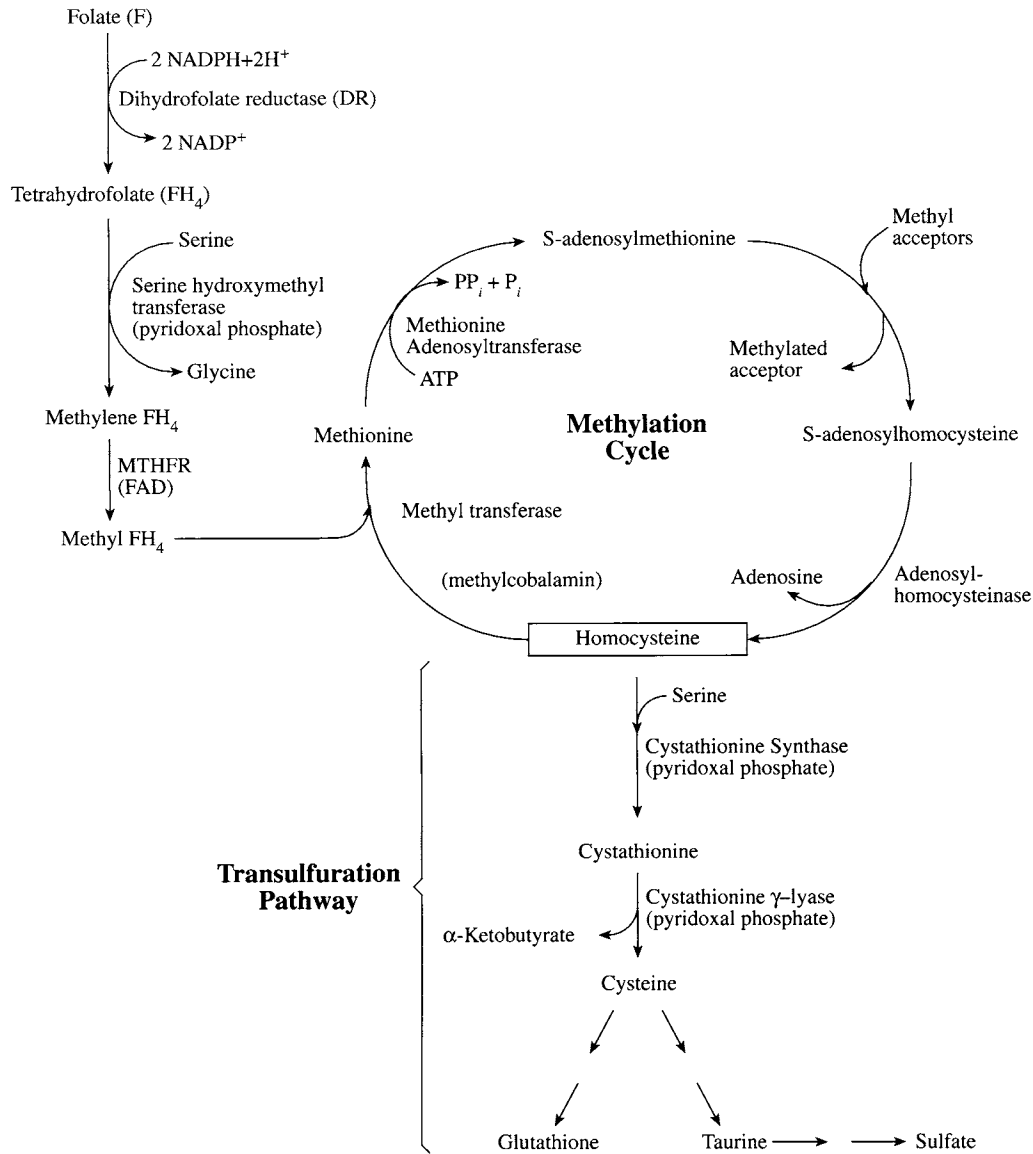 Folate (F)
2 NADPH+2H⁺
Dihydrofolate reductase (DR)
2 NADP⁺
Tetrahydrofolate (FH₄)
Serine
Serine hydroxymethyl
transferase
(pyridoxal phosphate)
Glycine
Methylene FH₄
MTHFR
(FAD)
Methyl FH₄
S-adenosylmethionine
Methyl
acceptors
PPᵢ + Pᵢ
Methionine
Adenosyltransferase
ATP
Methylated
acceptor
Methionine
Methylation
Cycle
S-adenosylhomocysteine
Methyl transferase
(methylcobalamin)
Adenosine
Adenosyl-
homocysteinase
Homocysteine
Serine
Cystathionine Synthase
(pyridoxal phosphate)
Cystathionine
Transulfuration
Pathway
Cystathionine γ–lyase
(pyridoxal phosphate)
α-Ketobutyrate
Cysteine
Glutathione
Taurine
Sulfate